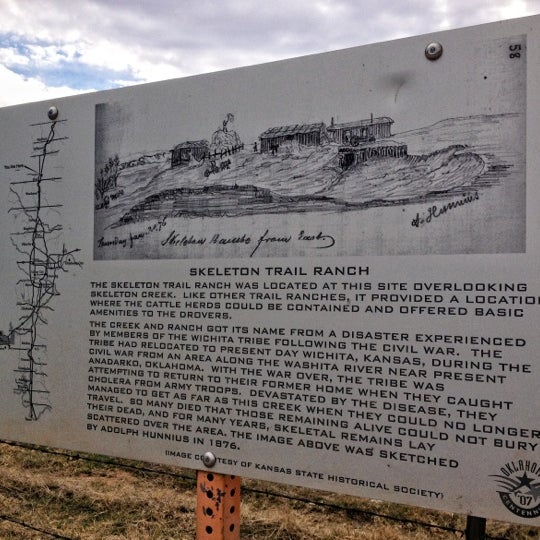 58
A. Hunnius
Skeleton Rancho from East
SKELETON TRAIL RANCH
THE SKELETON TRAIL RANCH WAS LOCATED AT THIS SITE OVERLOOKING
SKELETON CREEK. LIKE OTHER TRAIL RANCHES, IT PROVIDED A LOCATION
WHERE THE CATTLE HERDS COULD BE CONTAINED AND OFFERED BASIC
AMENITIES TO THE DROVERS.
THE CREEK AND RANCH GOT ITS NAME FROM A DISASTER EXPERIENCED
BY MEMBERS OF THE WICHITA TRIBE FOLLOWING THE CIVIL WAR. THE
TRIBE HAD RELOCATED TO PRESENT DAY WICHITA, KANSAS, DURING THE
CIVIL WAR FROM AN AREA ALONG THE WASHITA RIVER NEAR PRESENT
ANADARKO, OKLAHOMA. WITH THE WAR OVER, THE TRIBE WAS
ATTEMPTING TO RETURN TO THEIR FORMER HOME WHEN THEY CAUGHT
CHOLERA FROM ARMY TROOPS. DEVASTATED BY THE DISEASE, THEY
MANAGED TO GET AS FAR AS THIS CREEK WHEN THEY COULD NO LONGER
TRAVEL. SO MANY DIED THAT THOSE REMAINING ALIVE COULD NOT BURY
THEIR DEAD, AND FOR MANY YEARS, SKELETAL REMAINS LAY
SCATTERED OVER THE AREA. THE IMAGE ABOVE WAS SKETCHED
BY ADOLPH HUNNIUS IN 1876.
(IMAGE COURTESY OF KANSAS STATE HISTORICAL SOCIETY)
OKLAHOMA
'07
CENTENNI